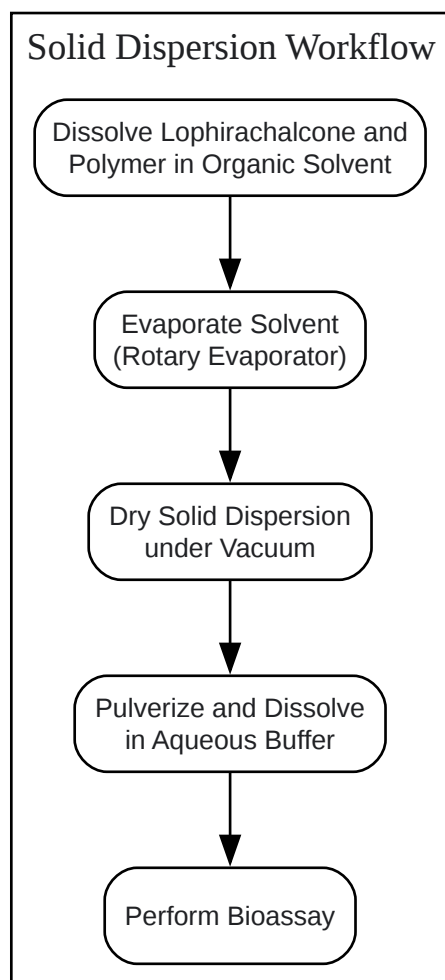 Solid Dispersion Workflow
Dissolve Lophirachalcone and
Polymer in Organic Solvent
Evaporate Solvent
(Rotary Evaporator)
Dry Solid Dispersion
under Vacuum
Pulverize and Dissolve
in Aqueous Buffer
Perform Bioassay